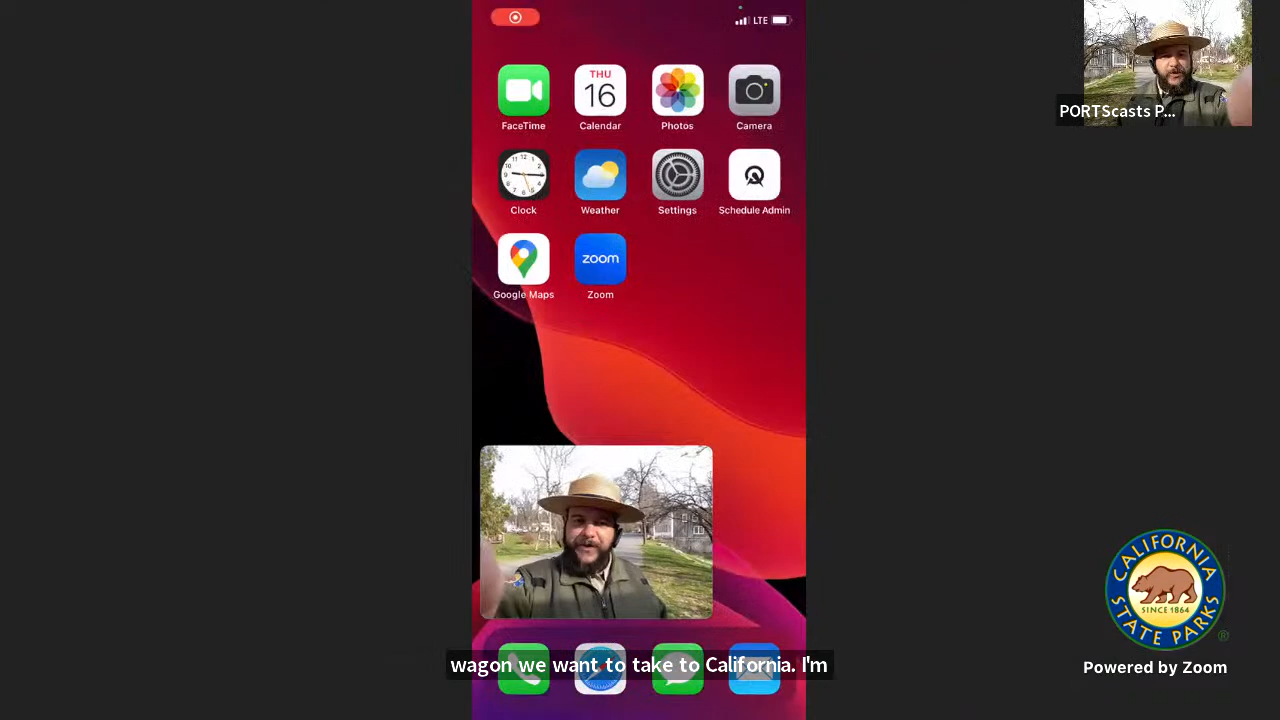 LTE
PORTScasts P...
THU
16
FaceTime
Calendar
Photos
Camera
Clock
Weather
Settings
Schedule Admin
zoom
Google Maps
Zoom
CALIFORNIA
STATE PARKS
SINCE 1864
®
wagon we want to take to California. I'm
Powered by Zoom